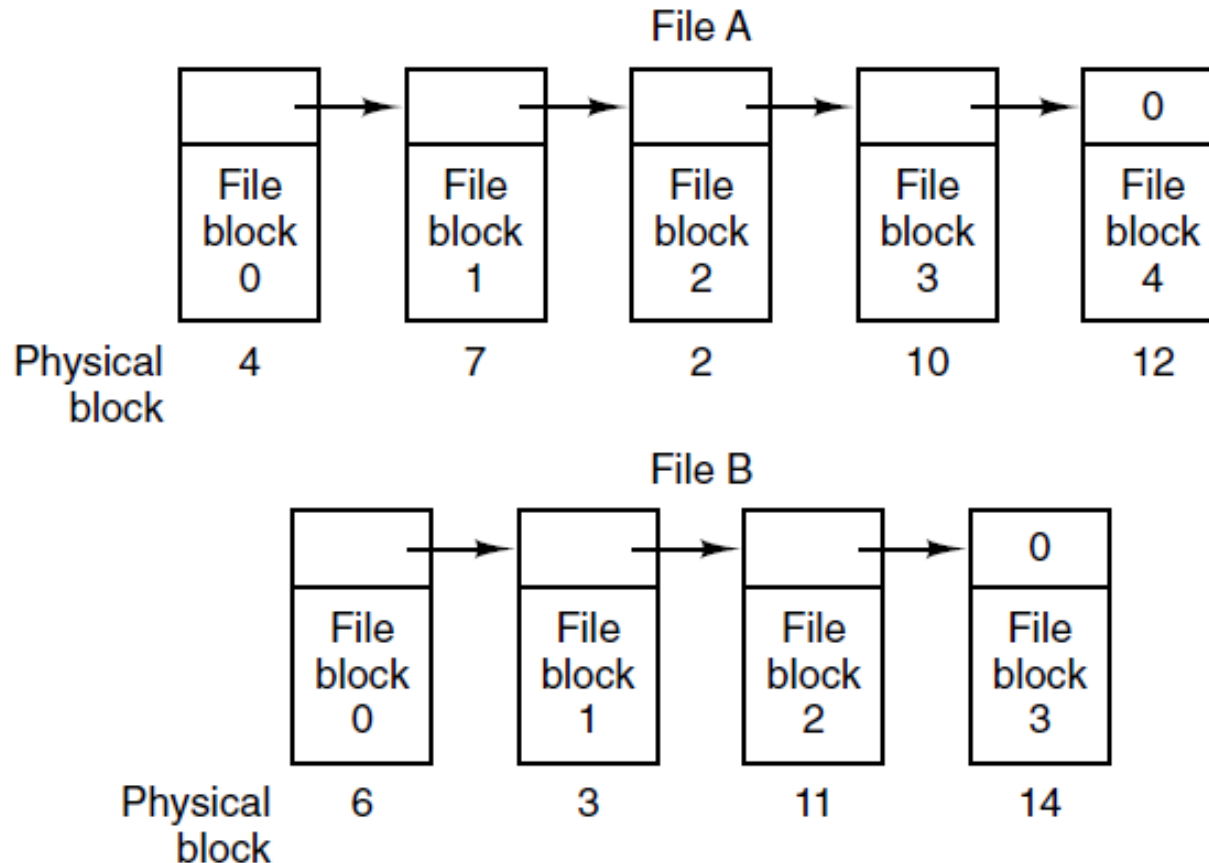 File A
0
File File File File File
block block block block block
0 1 2 3 4
Physical 4 7 2 10 12
block
File B
0
File File File File
block block block block
0 1 2 3
Physical 6 3 11 14
block